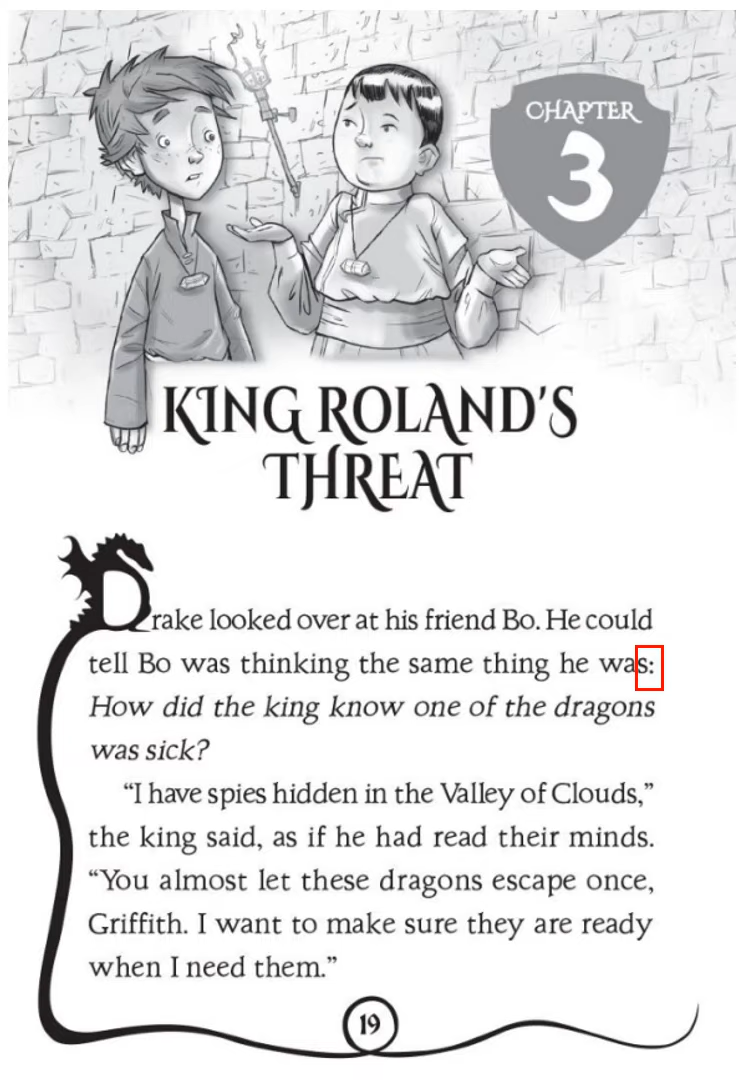 CHAPTER
3
KING ROLAND'S
THREAT
Drake looked over at his friend Bo. He could
tell Bo was thinking the same thing he was:
How did the king know one of the dragons
was sick?
“I have spies hidden in the Valley of Clouds,”
the king said, as if he had read their minds.
“You almost let these dragons escape once,
Griffith. I want to make sure they are ready
when I need them.”
19